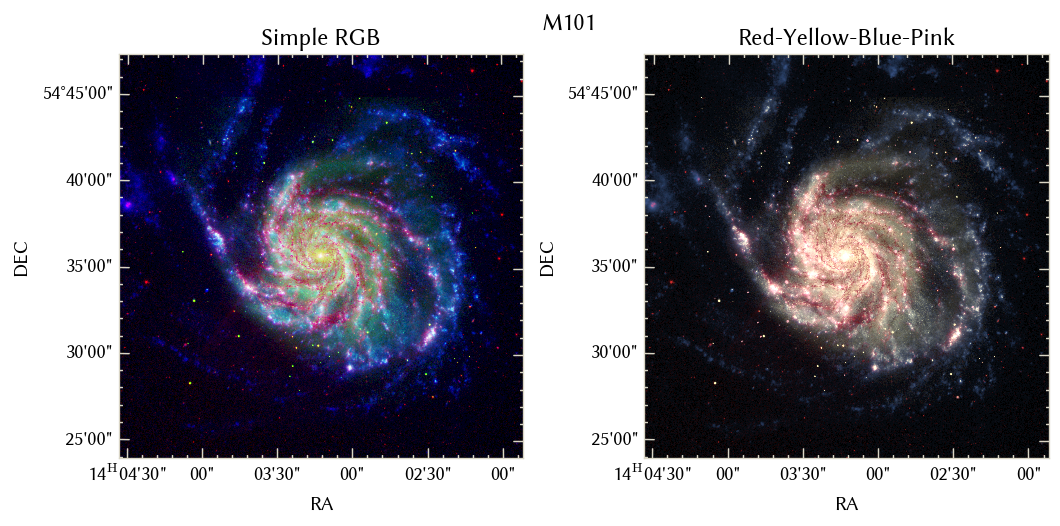 M101
Simple RGB
Red-Yellow-Blue-Pink
54°45'00"
40'00"
35'00"
30'00"
25'00"
DEC
14H04'30" 00" 03'30" 00" 02'30" 00"
RA
54°45'00"
40'00"
35'00"
30'00"
25'00"
DEC
14H04'30" 00" 03'30" 00" 02'30" 00"
RA